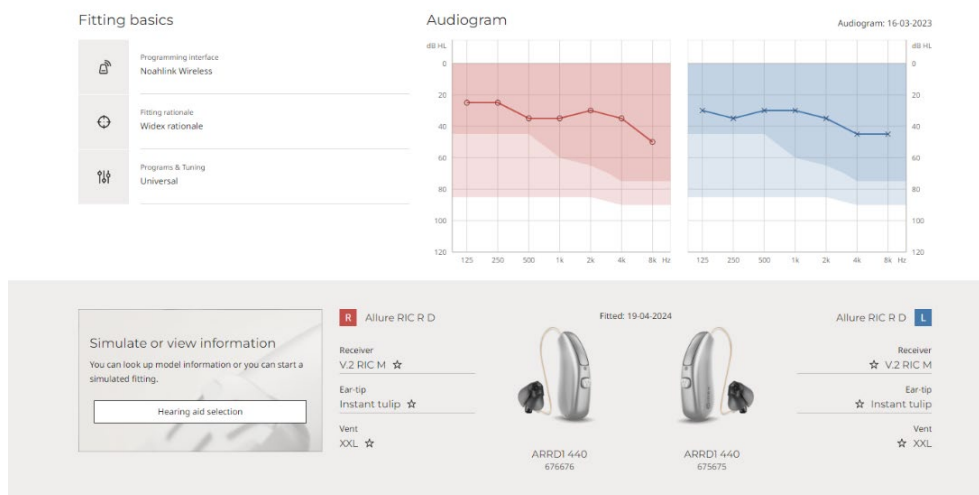 Fitting basics
Programming interface
Noahlink Wireless
Fitting rationale
Widex rationale
Programs & Tuning
Universal
Audiogram
Audiogram: 16-03-2023
dB HL
0
20
40
60
80
100
120
125 250 500 1k 2k 4k 8k Hz
dB HL
0
20
40
60
80
100
120
125 250 500 1k 2k 4k 8k Hz
Simulate or view information
You can look up model information or you can start a
simulated fitting.
Hearing aid selection
R Allure RIC R D
Receiver
V.2 RIC M ☆
Ear-tip
Instant tulip ☆
Vent
XXL ☆
Fitted: 19-04-2024
ARRD1 440
676676
ARRD1 440
675675
Allure RIC R D L
Receiver
☆ V.2 RIC M
Ear-tip
☆ Instant tulip
Vent
☆ XXL